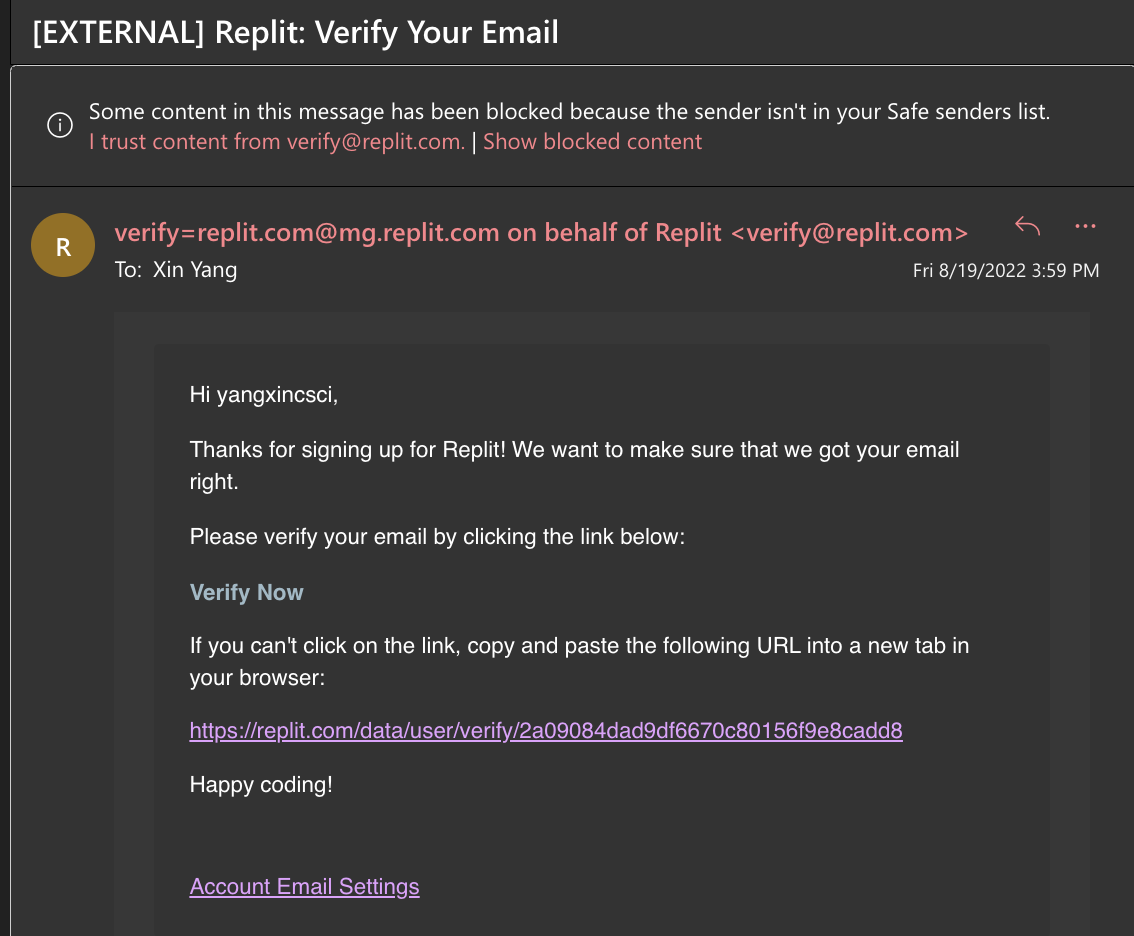 [EXTERNAL] Replit: Verify Your Email
Some content in this message has been blocked because the sender isn't in your Safe senders list.
I trust content from verify@replit.com. | Show blocked content
R
verify=replit.com@mg.replit.com on behalf of Replit <verify@replit.com>
To: Xin Yang
Fri 8/19/2022 3:59 PM
Hi yangxincsci,
Thanks for signing up for Replit! We want to make sure that we got your email
right.
Please verify your email by clicking the link below:
Verify Now
If you can't click on the link, copy and paste the following URL into a new tab in
your browser:
https://replit.com/data/user/verify/2a09084dad9df6670c80156f9e8cadd8
Happy coding!
Account Email Settings